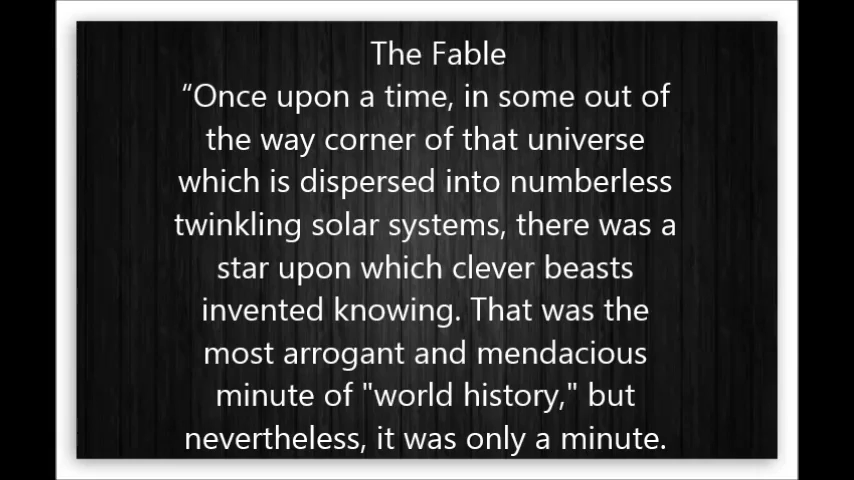 The Fable
“Once upon a time, in some out of
the way corner of that universe
which is dispersed into numberless
twinkling solar systems, there was a
star upon which clever beasts
invented knowing. That was the
most arrogant and mendacious
minute of "world history," but
nevertheless, it was only a minute.